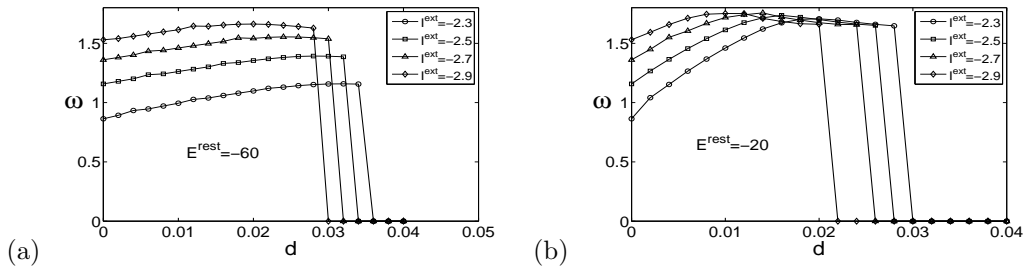 1.5
1
ω
0.5
0
0
0.01
0.02
0.03
0.04
0.05
d
E^rest=−60
I^ext=−2.3
I^ext=−2.5
I^ext=−2.7
I^ext=−2.9
(a)
1.5
1
ω
0.5
0
0
0.01
0.02
0.03
0.04
d
E^rest=−20
I^ext=−2.3
I^ext=−2.5
I^ext=−2.7
I^ext=−2.9
(b)